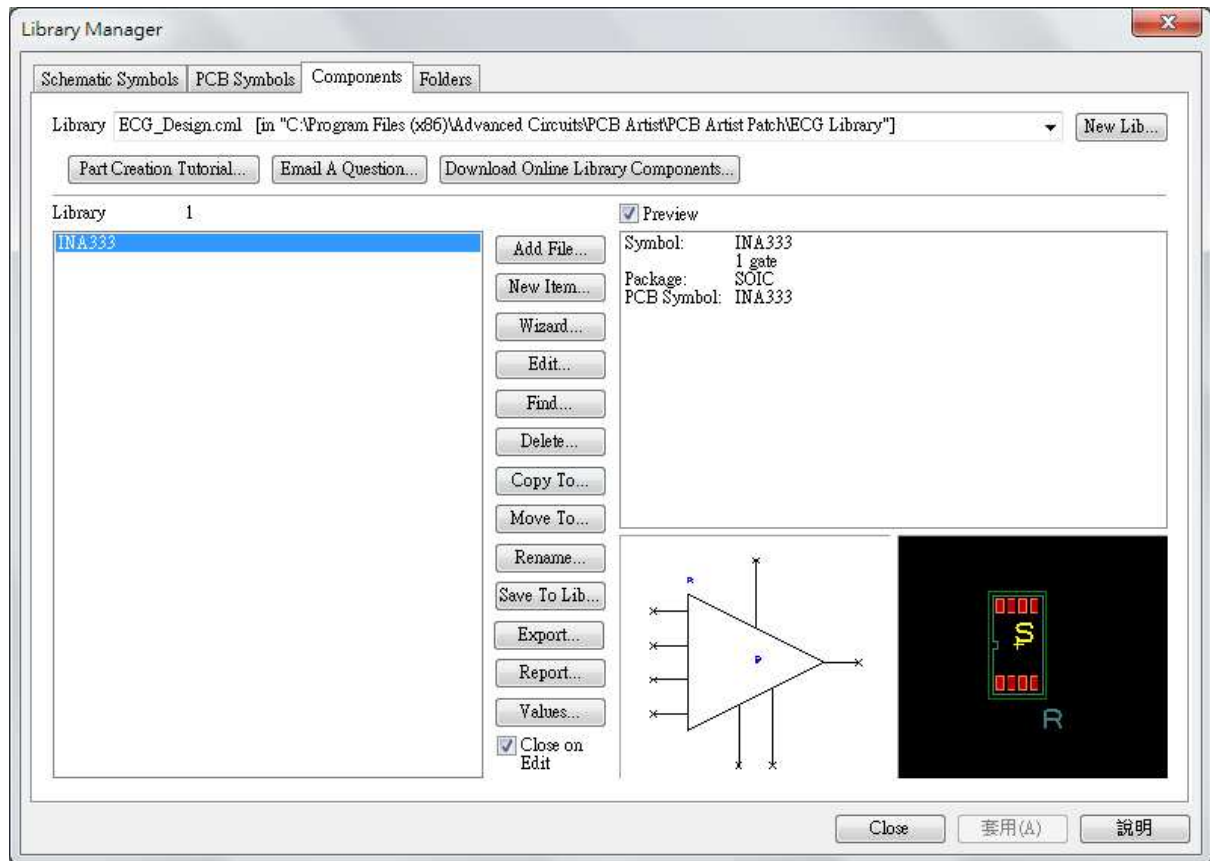 Library Manager
Schematic Symbols PCB Symbols Components Folders
Library ECG_Design.cml [in "C:\Program Files (x86)\Advanced Circuits\PCB Artist\PCB Artist Patch\ECG Library"] New Lib...
Part Creation Tutorial... Email A Question... Download Online Library Components...
Library 1
Preview
INA333
Add File...
New Item...
Wizard...
Edit...
Find...
Delete...
Copy To...
Move To...
Rename...
Save To Lib...
Export...
Report...
Values...
Close on
Edit
Symbol: INA333
1 gate
Package: SOIC
PCB Symbol: INA333
R
P
S
R
Close 套用(A) 說明